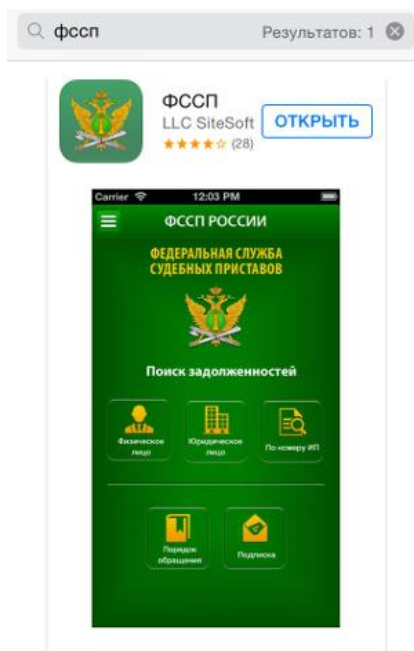 фссп Результатов: 1
ФССП
LLC SiteSoft
ОТКРЫТЬ
(28)
Carrier 12:03 PM
ФССП РОССИИ
ФЕДЕРАЛЬНАЯ СЛУЖБА
СУДЕБНЫХ ПРИСТАВОВ
Поиск задолженностей
Физическое
лицо
Юридическое
лицо
По номеру ИП
Порядок
обращения
Подписка